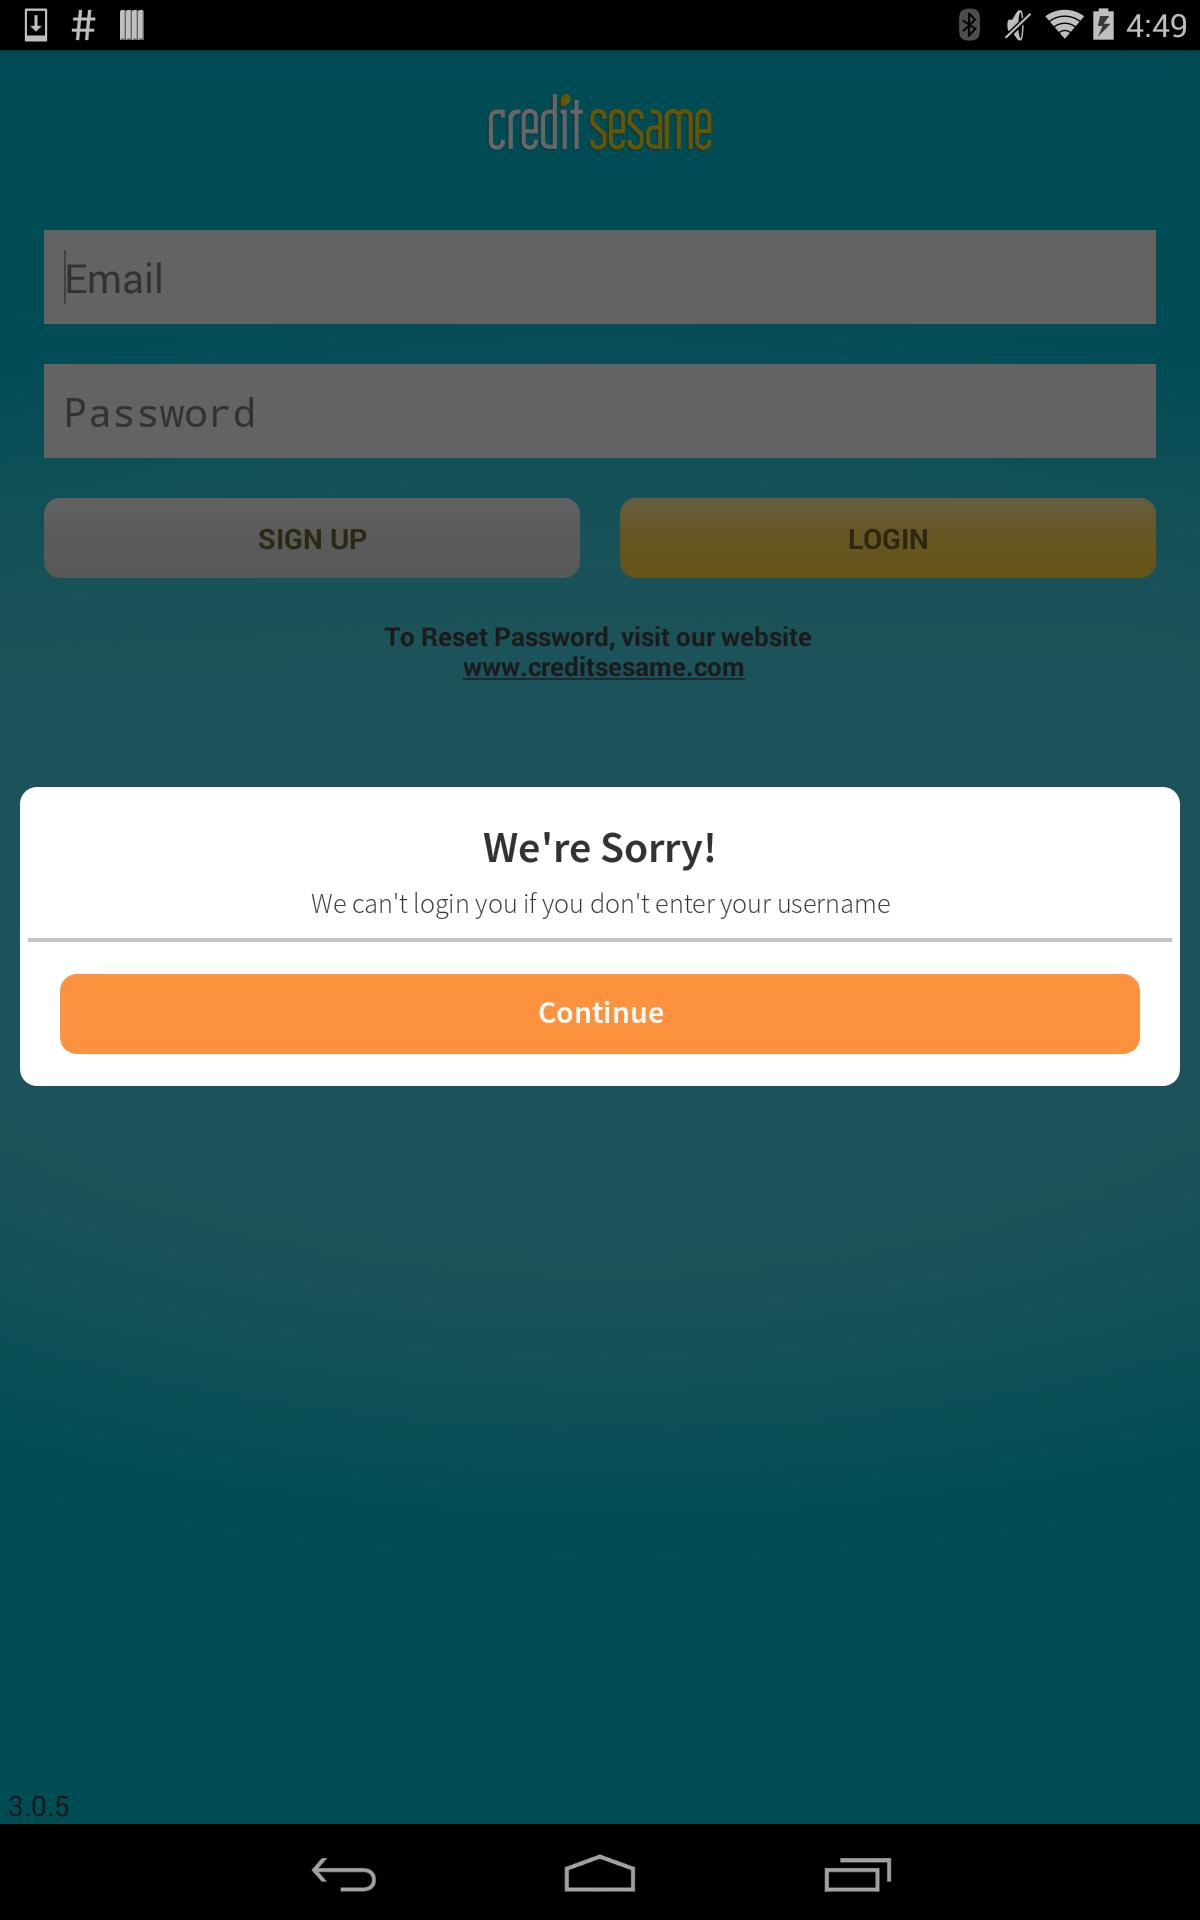 4:49
credit sesame
Email
Password
SIGN UP
LOGIN
To Reset Password, visit our website
www.creditsesame.com
We're Sorry!
We can't login you if you don't enter your username
Continue
3.0.5